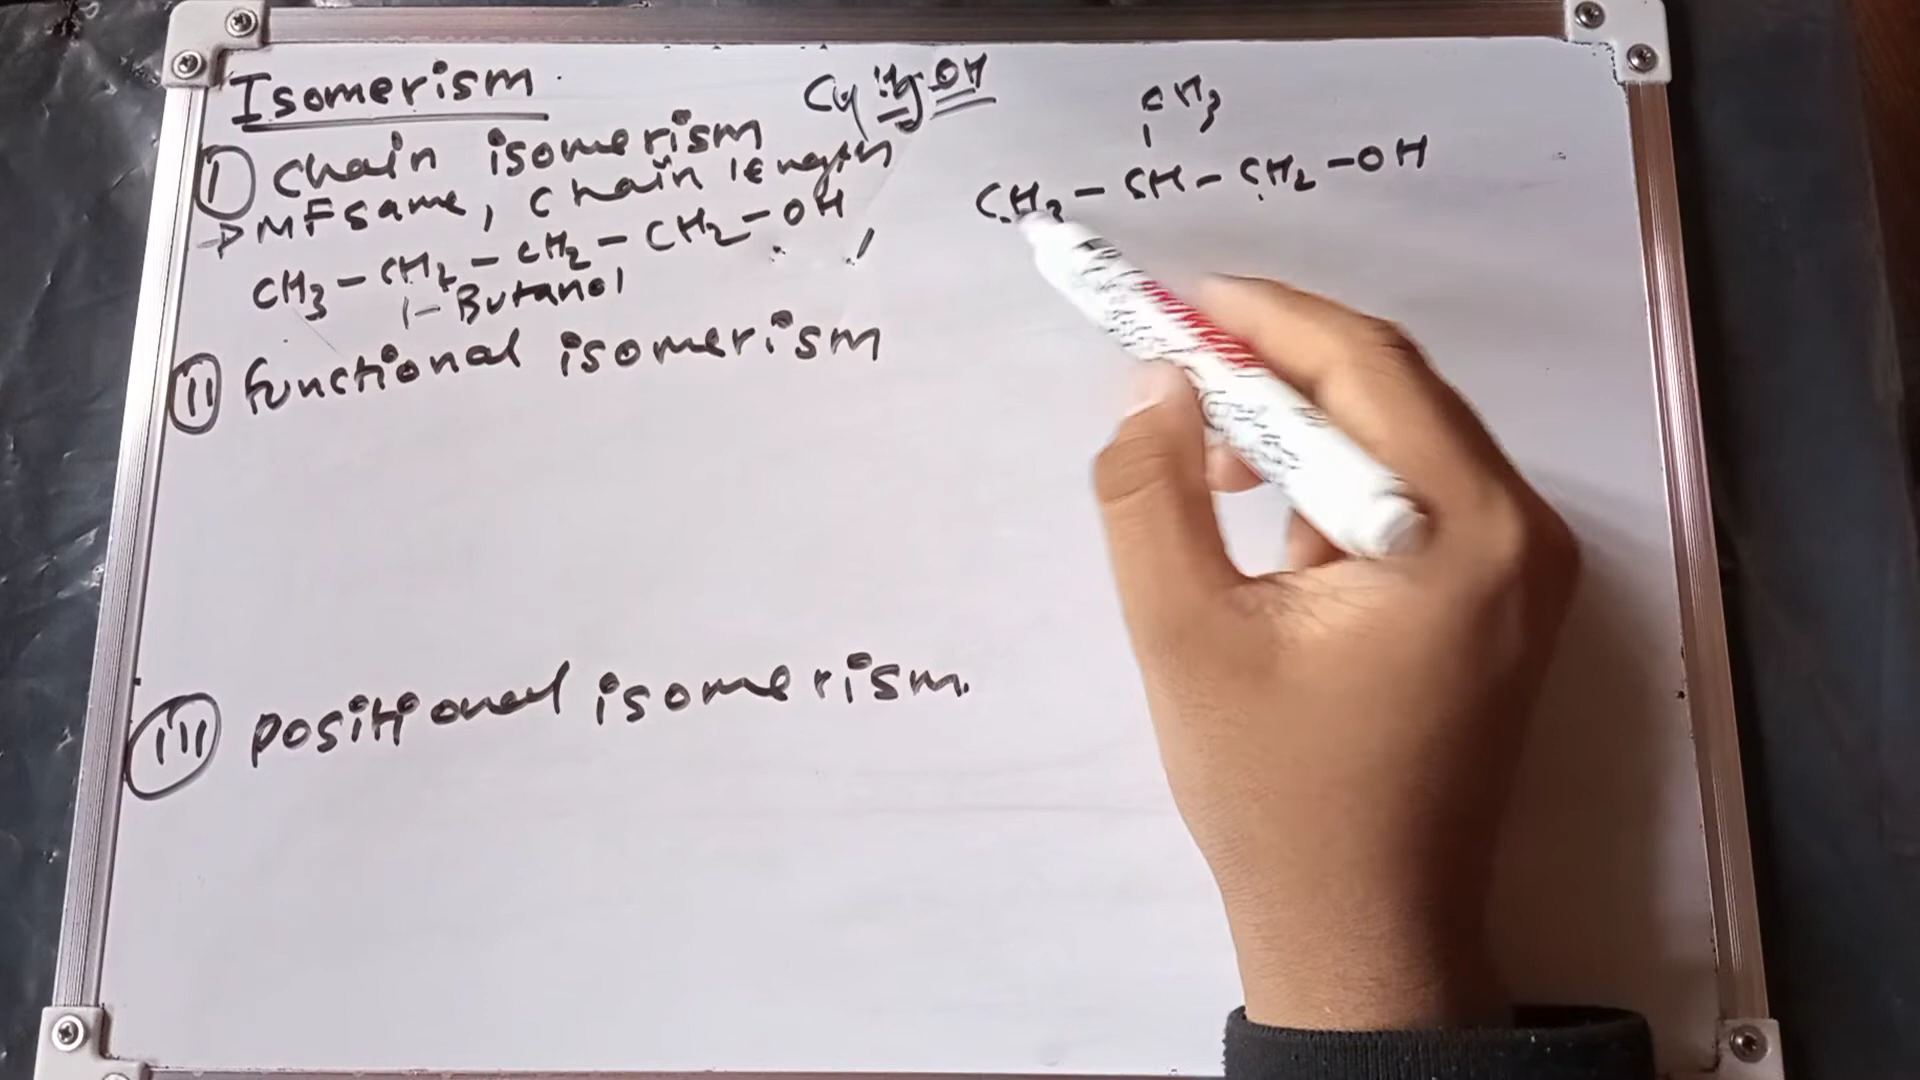 Isomerism
C4H9OH
I chain isomerism
→ MF same, chain length
CH3 - CH2 - CH2 - CH2 - OH
1-Butanol
CH3
CH3 - CH - CH2 - OH
II functional isomerism
III positional isomerism.